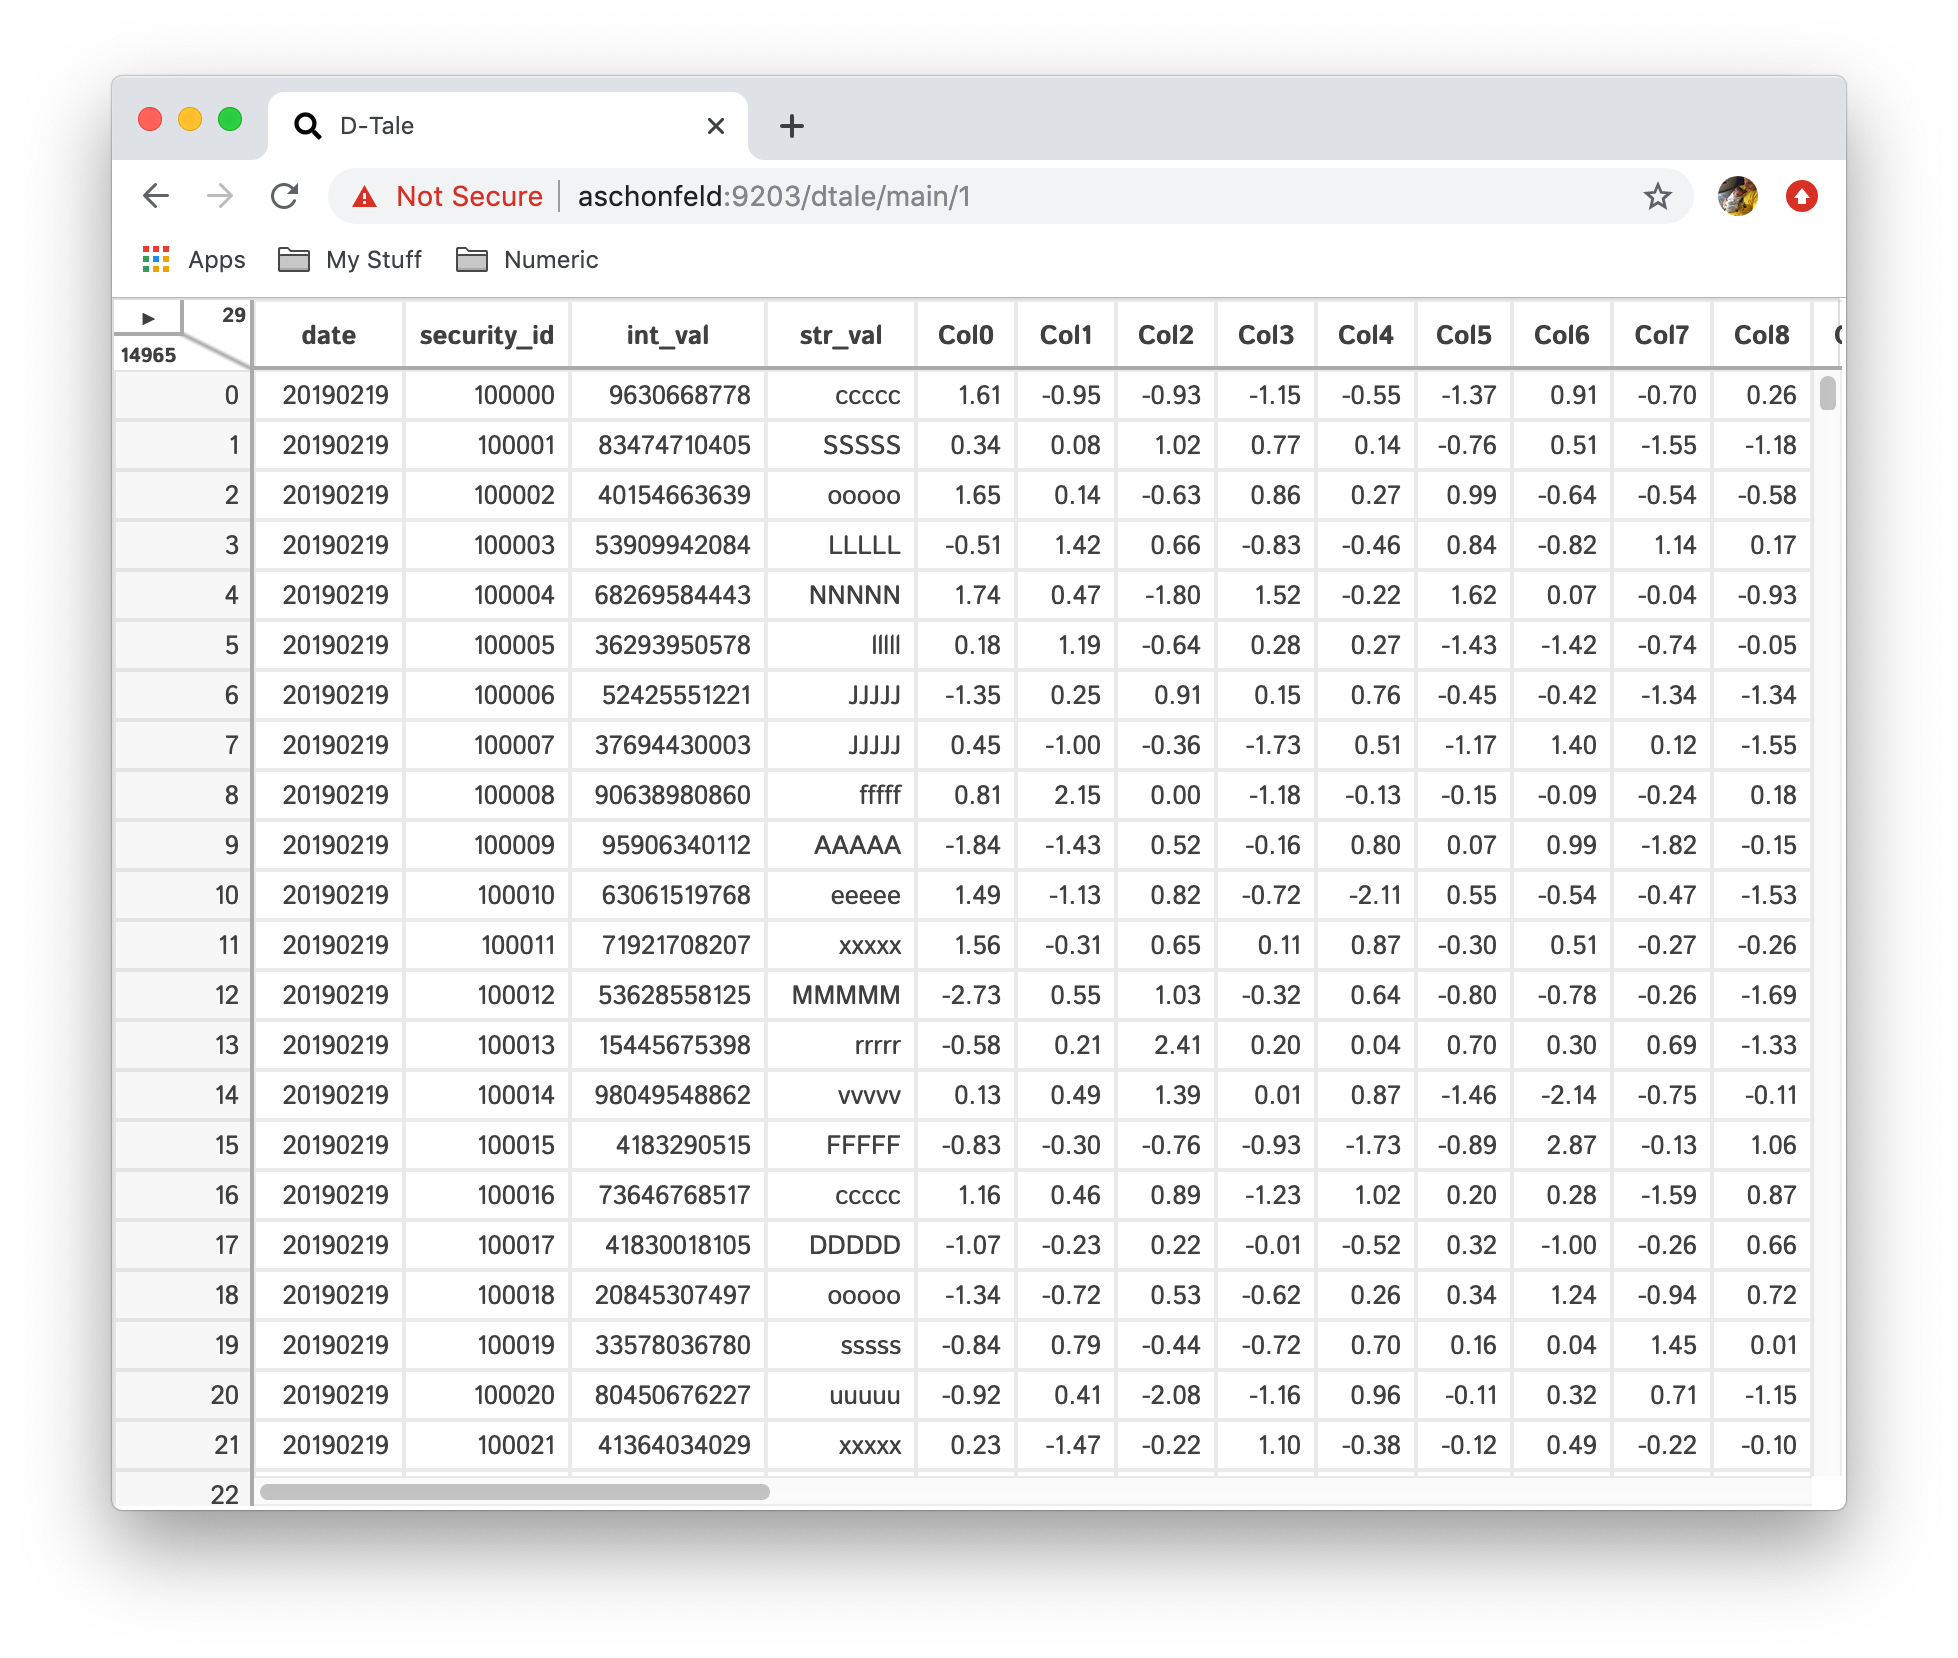 D-Tale
Not Secure aschonfeld:9203/dtale/main/1
Apps My Stuff Numeric
29
14965
date security_id int_val str_val Col0 Col1 Col2 Col3 Col4 Col5 Col6 Col7 Col8
0 20190219 100000 9630668778 ccccc 1.61 -0.95 -0.93 -1.15 -0.55 -1.37 0.91 -0.70 0.26
1 20190219 100001 83474710405 SSSSS 0.34 0.08 1.02 0.77 0.14 -0.76 0.51 -1.55 -1.18
2 20190219 100002 40154663639 ooooo 1.65 0.14 -0.63 0.86 0.27 0.99 -0.64 -0.54 -0.58
3 20190219 100003 53909942084 LLLLL -0.51 1.42 0.66 -0.83 -0.46 0.84 -0.82 1.14 0.17
4 20190219 100004 68269584443 NNNNN 1.74 0.47 -1.80 1.52 -0.22 1.62 0.07 -0.04 -0.93
5 20190219 100005 36293950578 lllll 0.18 1.19 -0.64 0.28 0.27 -1.43 -1.42 -0.74 -0.05
6 20190219 100006 52425551221 JJJJJ -1.35 0.25 0.91 0.15 0.76 -0.45 -0.42 -1.34 -1.34
7 20190219 100007 37694430003 JJJJJ 0.45 -1.00 -0.36 -1.73 0.51 -1.17 1.40 0.12 -1.55
8 20190219 100008 90638980860 fffff 0.81 2.15 0.00 -1.18 -0.13 -0.15 -0.09 -0.24 0.18
9 20190219 100009 95906340112 AAAAA -1.84 -1.43 0.52 -0.16 0.80 0.07 0.99 -1.82 -0.15
10 20190219 100010 63061519768 eeeee 1.49 -1.13 0.82 -0.72 -2.11 0.55 -0.54 -0.47 -1.53
11 20190219 100011 71921708207 xxxxx 1.56 -0.31 0.65 0.11 0.87 -0.30 0.51 -0.27 -0.26
12 20190219 100012 53628558125 MMMMM -2.73 0.55 1.03 -0.32 0.64 -0.80 -0.78 -0.26 -1.69
13 20190219 100013 15445675398 rrrrr -0.58 0.21 2.41 0.20 0.04 0.70 0.30 0.69 -1.33
14 20190219 100014 98049548862 vvvvv 0.13 0.49 1.39 0.01 0.87 -1.46 -2.14 -0.75 -0.11
15 20190219 100015 4183290515 FFFFF -0.83 -0.30 -0.76 -0.93 -1.73 -0.89 2.87 -0.13 1.06
16 20190219 100016 73646768517 ccccc 1.16 0.46 0.89 -1.23 1.02 0.20 0.28 -1.59 0.87
17 20190219 100017 41830018105 DDDDD -1.07 -0.23 0.22 -0.01 -0.52 0.32 -1.00 -0.26 0.66
18 20190219 100018 20845307497 ooooo -1.34 -0.72 0.53 -0.62 0.26 0.34 1.24 -0.94 0.72
19 20190219 100019 33578036780 sssss -0.84 0.79 -0.44 -0.72 0.70 0.16 0.04 1.45 0.01
20 20190219 100020 80450676227 uuuuu -0.92 0.41 -2.08 -1.16 0.96 -0.11 0.32 0.71 -1.15
21 20190219 100021 41364034029 xxxxx 0.23 -1.47 -0.22 1.10 -0.38 -0.12 0.49 -0.22 -0.10
22